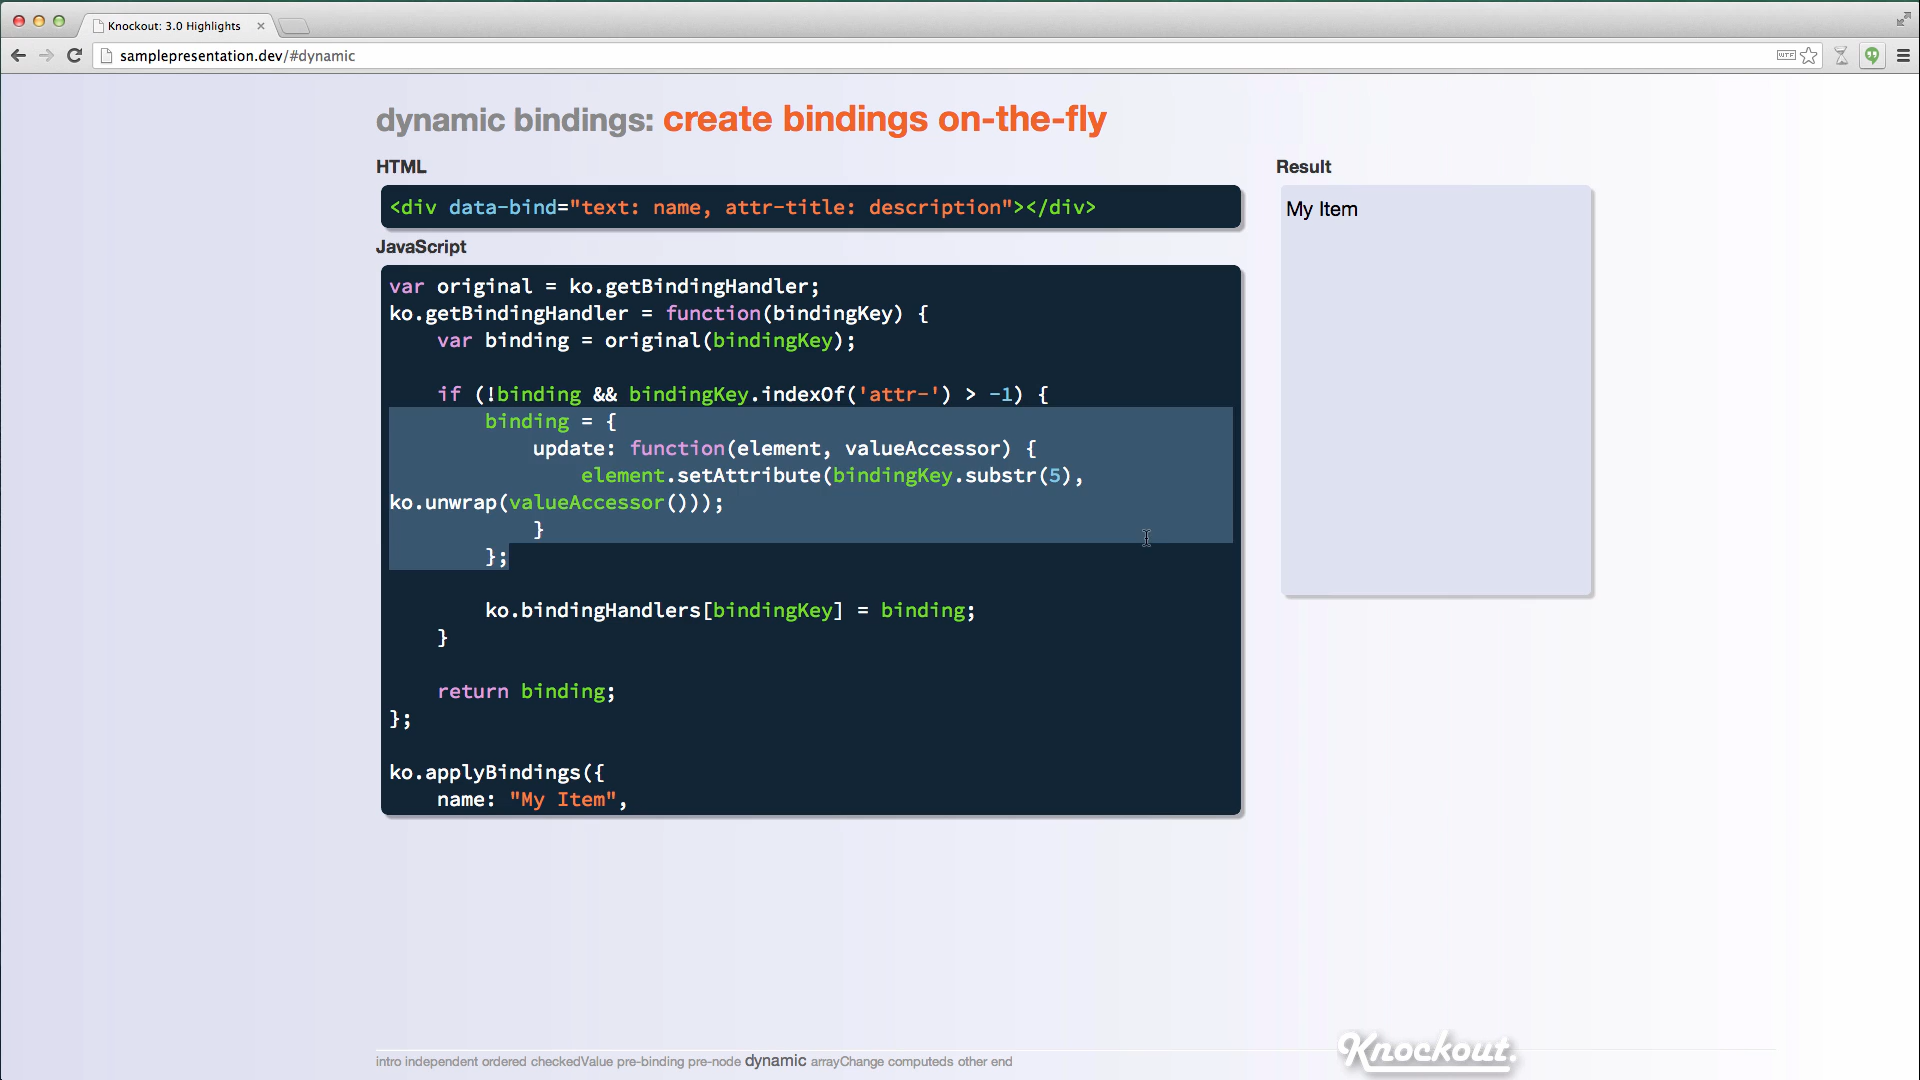 Knockout: 3.0 Highlights
samplepresentation.dev/#dynamic
WTF
dynamic bindings: create bindings on-the-fly
HTML
<div data-bind="text: name, attr-title: description"></div>
JavaScript
var original = ko.getBindingHandler;
ko.getBindingHandler = function(bindingKey) {
    var binding = original(bindingKey);
    if (!binding && bindingKey.indexOf('attr-') > -1) {
        binding = {
            update: function(element, valueAccessor) {
                element.setAttribute(bindingKey.substr(5),
ko.unwrap(valueAccessor()));
            }
        };
        ko.bindingHandlers[bindingKey] = binding;
    }
    return binding;
};
ko.applyBindings({
    name: "My Item",
Result
My Item
intro independent ordered checkedValue pre-binding pre-node dynamic arrayChange computeds other end
Knockout.